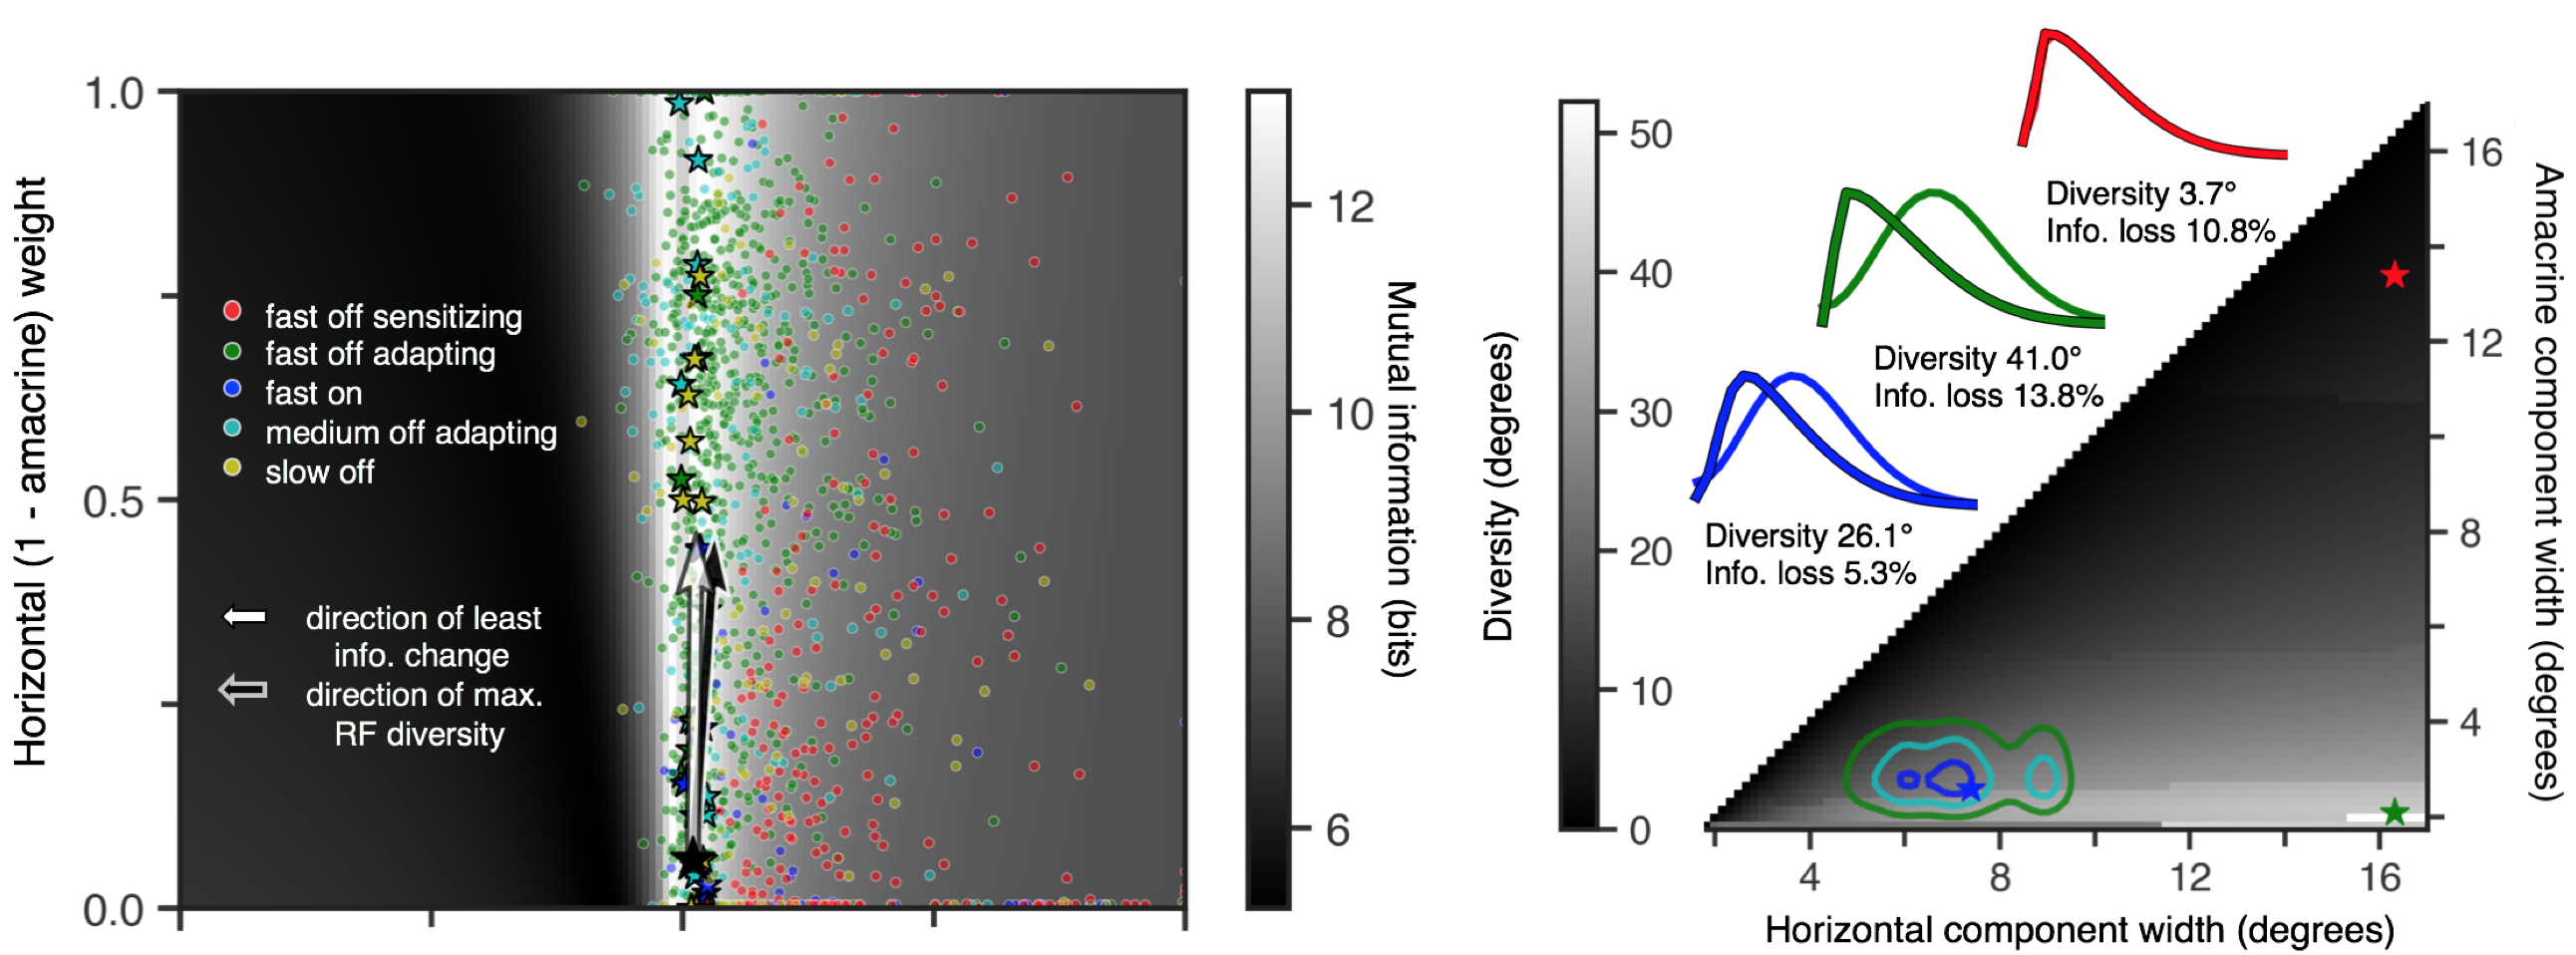 Horizontal (1 - amacrine) weight
1.0
0.5
0.0
fast off sensitizing
fast off adapting
fast on
medium off adapting
slow off
direction of least
info. change
direction of max.
RF diversity
12
10
8
6
Mutual information (bits)
Diversity (degrees)
50
40
30
20
10
0
Diversity 3.7°
Info. loss 10.8%
Diversity 41.0°
Info. loss 13.8%
Diversity 26.1°
Info. loss 5.3%
16
12
8
4
Amacrine component width (degrees)
4
8
12
16
Horizontal component width (degrees)